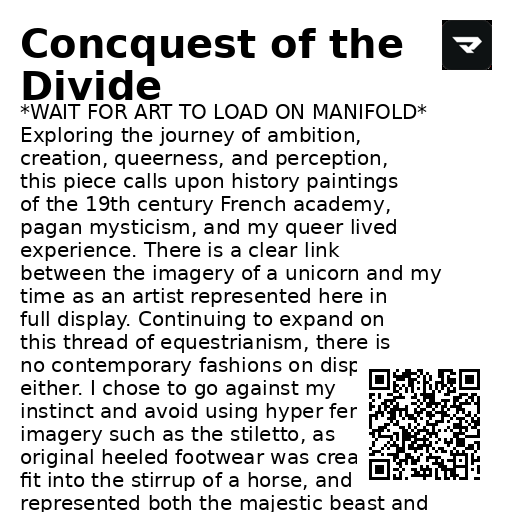 Concquest of the
Divide
*WAIT FOR ART TO LOAD ON MANIFOLD*
Exploring the journey of ambition,
creation, queerness, and perception,
this piece calls upon history paintings
of the 19th century French academy,
pagan mysticism, and my queer lived
experience. There is a clear link
between the imagery of a unicorn and my
time as an artist represented here in
full display. Continuing to expand on
this thread of equestrianism, there is
no contemporary fashions on disp
either. I chose to go against my
instinct and avoid using hyper fer
imagery such as the stiletto, as
original heeled footwear was crea
fit into the stirrup of a horse, and
represented both the majestic beast and